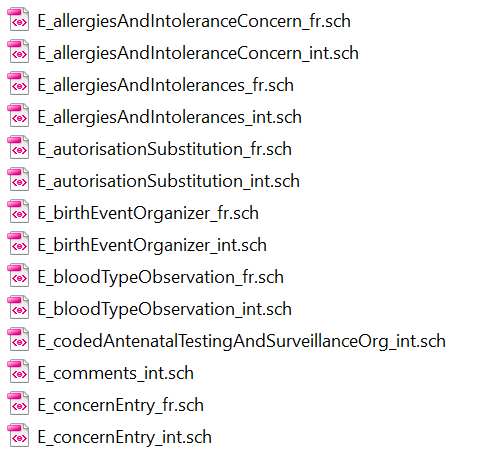 E_allergiesAndIntoleranceConcern_fr.sch
E_allergiesAndIntoleranceConcern_int.sch
E_allergiesAndIntolerances_fr.sch
E_allergiesAndIntolerances_int.sch
E_autorisationSubstitution_fr.sch
E_autorisationSubstitution_int.sch
E_birthEventOrganizer_fr.sch
E_birthEventOrganizer_int.sch
E_bloodTypeObservation_fr.sch
E_bloodTypeObservation_int.sch
E_codedAntenatalTestingAndSurveillanceOrg_int.sch
E_comments_int.sch
E_concernEntry_fr.sch
E_concernEntry_int.sch